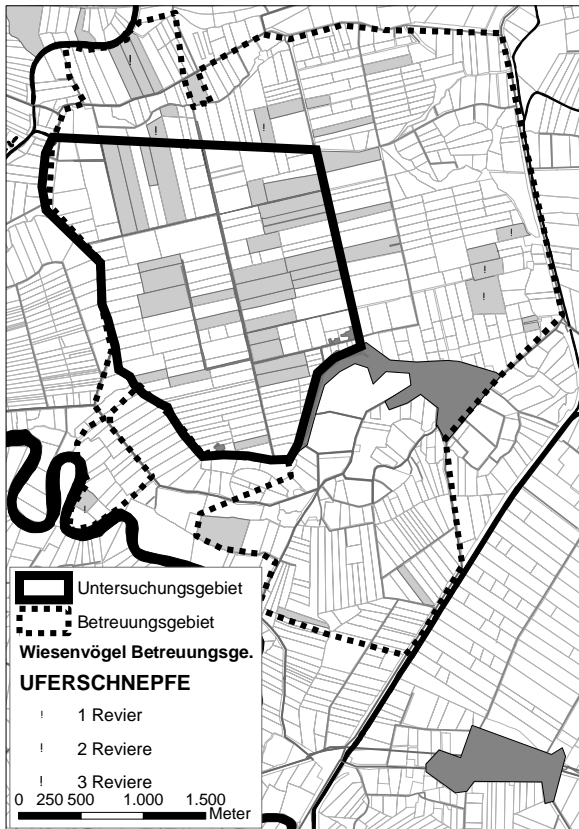 Untersuchungsgebiet
Betreuungsgebiet
Wiesenvögel Betreuungsge.
UFERSCHNEPFE
! 1 Revier
! 2 Reviere
! 3 Reviere
0 250 500 1.000 1.500
Meter